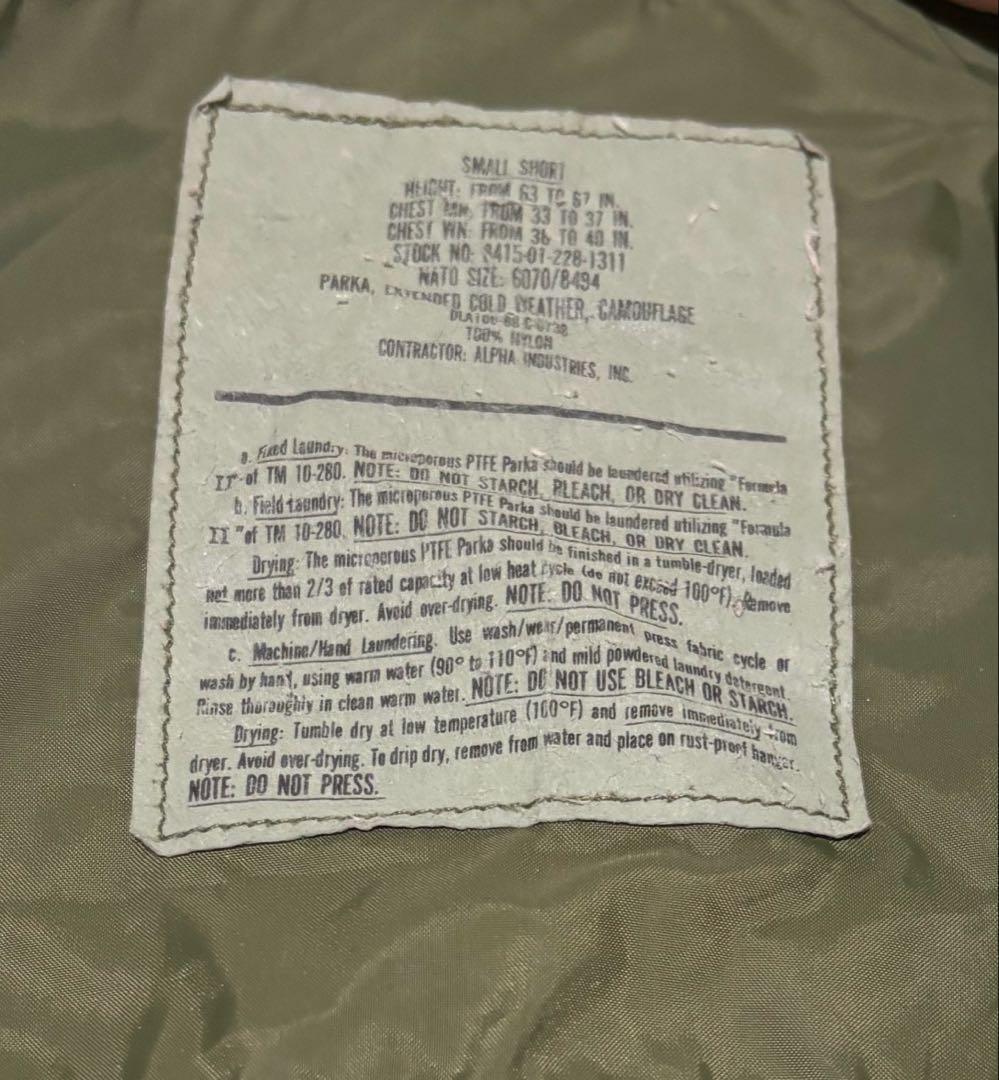 SMALL SHORT
HEIGHT: FROM 63 TO 67 IN.
CHEST MN: FROM 33 TO 37 IN.
CHEST WN: FROM 36 TO 40 IN.
STOCK NO: 8415-01-228-1311
NATO SIZE: 6070/8494
PARKA, EXTENDED COLD WEATHER, CAMOUFLAGE
100% NYLON
CONTRACTOR: ALPHA INDUSTRIES, INC.
a. Fixed Laundry: The microporous PTFE Parka should be laundered utilizing "Formula
II" of TM 10-280. NOTE: DO NOT STARCH, BLEACH, OR DRY CLEAN.
b. Field Laundry: The microporous PTFE Parka should be laundered utilizing "Formula
II" of TM 10-280. NOTE: DO NOT STARCH, BLEACH, OR DRY CLEAN.
Drying: The microporous PTFE Parka should be finished in a tumble-dryer, loaded
not more than 2/3 of rated capacity at low heat cycle (do not exceed 100°F). Remove
immediately from dryer. Avoid over-drying. NOTE: DO NOT PRESS.
c. Machine/Hand Laundering. Use wash/wear/permanent press fabric cycle or
wash by hand, using warm water (90° to 110°F) and mild powdered laundry detergent.
Rinse thoroughly in clean warm water. NOTE: DO NOT USE BLEACH OR STARCH.
Drying: Tumble dry at low temperature (100°F) and remove immediately from
dryer. Avoid over-drying. To drip dry, remove from water and place on rust-proof hanger.
NOTE: DO NOT PRESS.